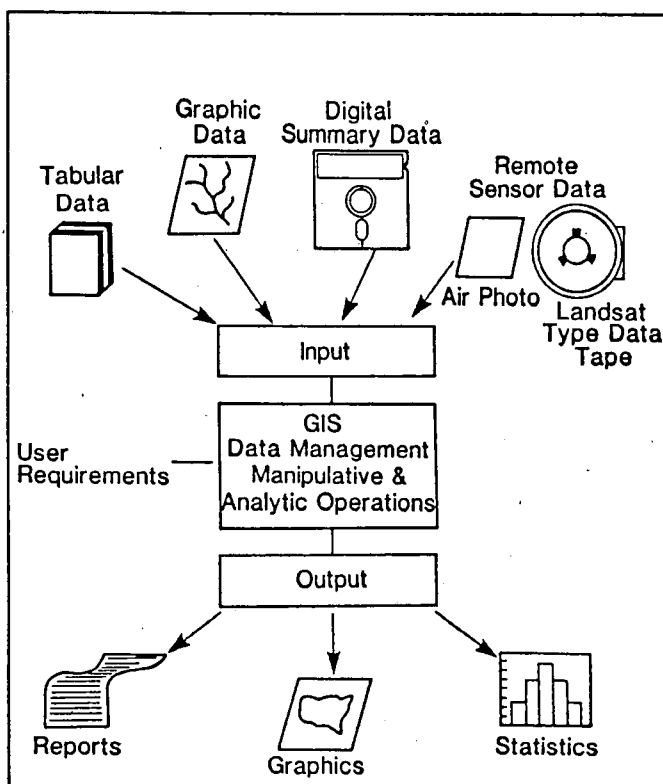 Graphic
Data
Digital
Summary Data
Tabular
Data
Remote
Sensor Data
Air Photo
Landsat
Type Data
Tape
Input
User
Requirements
GIS
Data Management
Manipulative &
Analytic Operations
Output
Reports
Graphics
Statistics